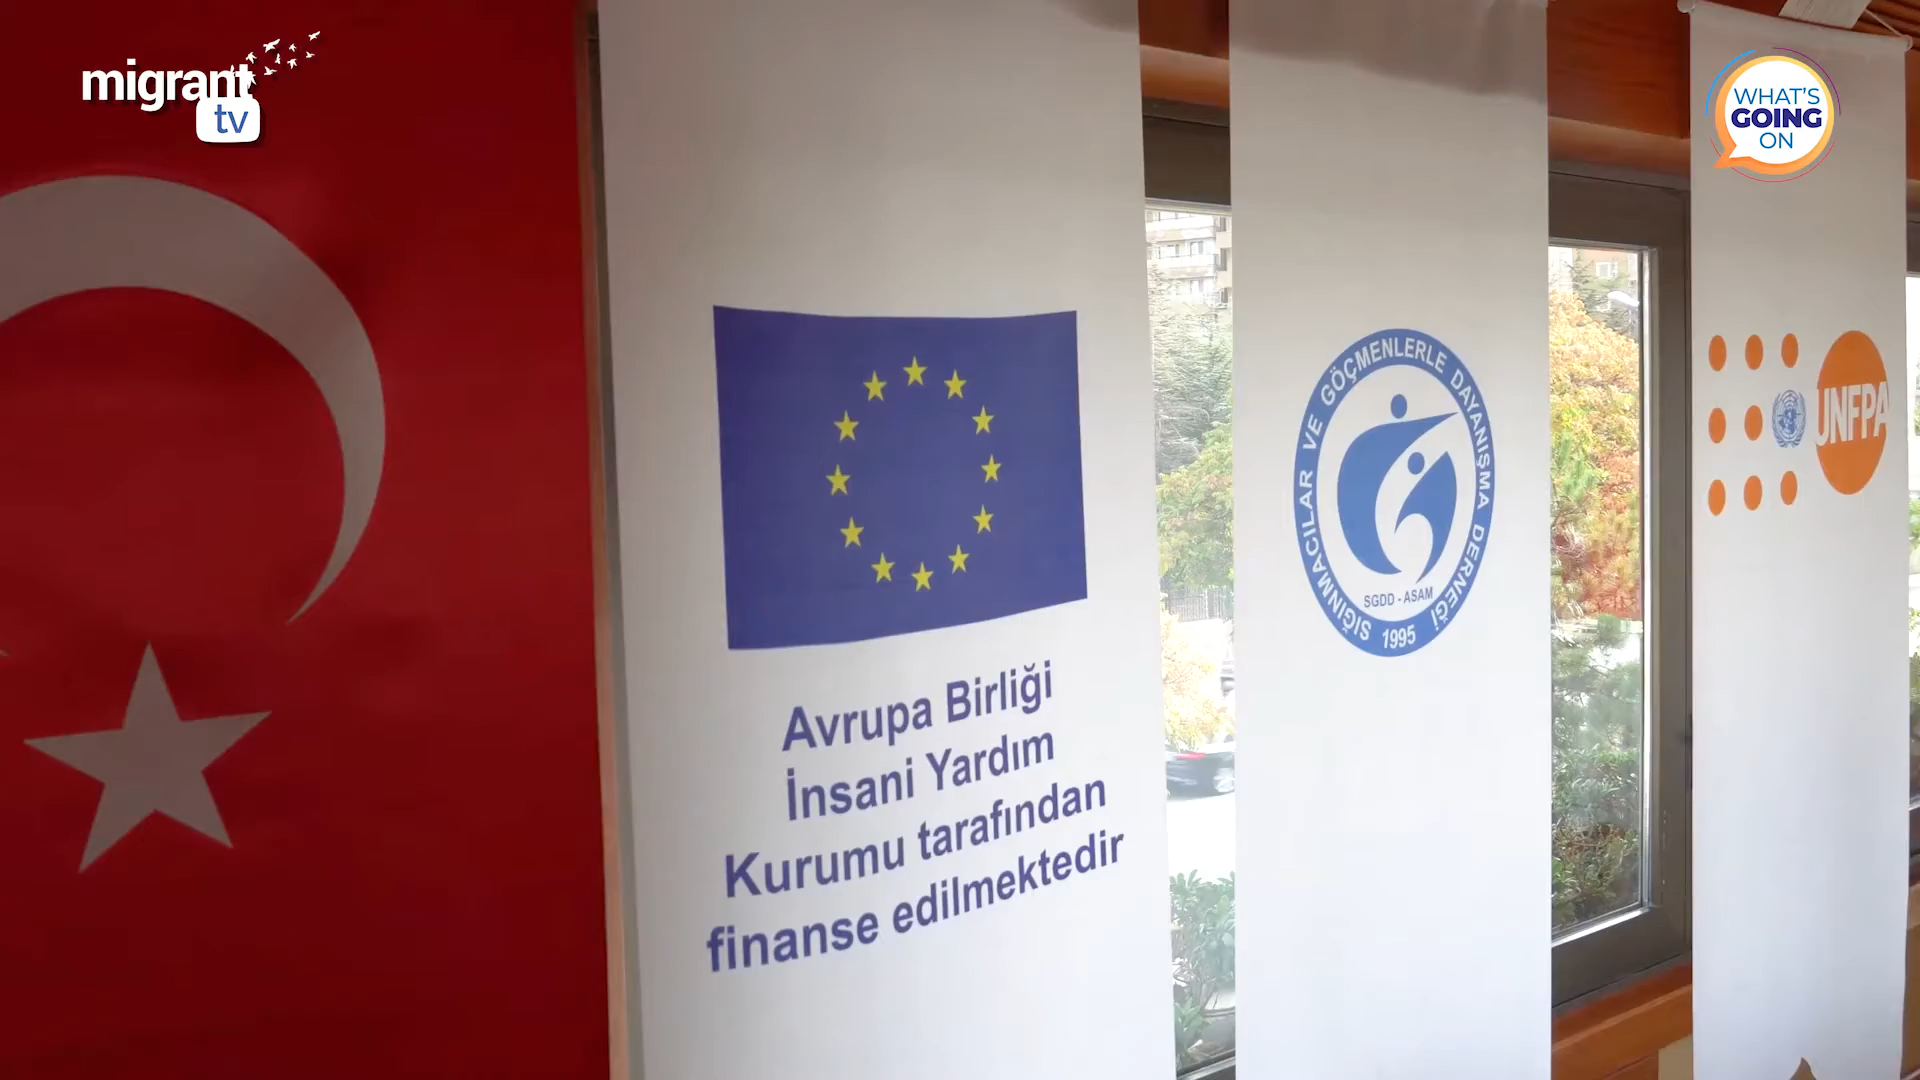 migrant
tv
WHAT'S
GOING
ON
Avrupa Birliği
İnsani Yardım
Kurumu tarafından
finanse edilmektedir
SIĞINMACILAR VE GÖÇMENLERLE DAYANIŞMA DERNEĞİ
SGDD - ASAM
1995
UNFPA